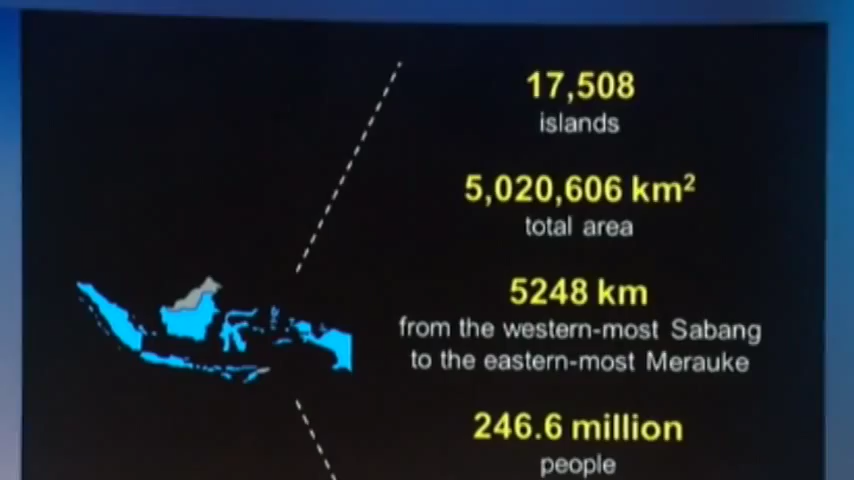 17,508
islands
5,020,606 km²
total area
5248 km
from the western-most Sabang
to the eastern-most Merauke
246.6 million
people